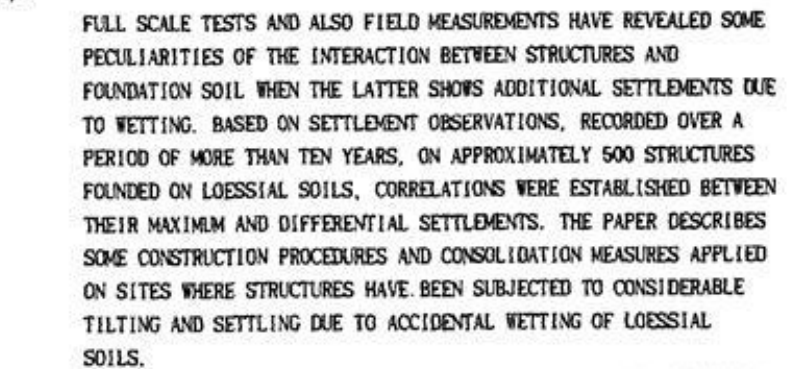 FULL SCALE TESTS AND ALSO FIELD MEASUREMENTS HAVE REVEALED SOME
PECULIARITIES OF THE INTERACTION BETWEEN STRUCTURES AND
FOUNDATION SOIL WHEN THE LATTER SHOWS ADDITIONAL SETTLEMENTS DUE
TO WETTING. BASED ON SETTLEMENT OBSERVATIONS, RECORDED OVER A
PERIOD OF MORE THAN TEN YEARS, ON APPROXIMATELY 500 STRUCTURES
FOUNDED ON LOESSIAL SOILS, CORRELATIONS WERE ESTABLISHED BETWEEN
THEIR MAXIMUM AND DIFFERENTIAL SETTLEMENTS. THE PAPER DESCRIBES
SOME CONSTRUCTION PROCEDURES AND CONSOLIDATION MEASURES APPLIED
ON SITES WHERE STRUCTURES HAVE BEEN SUBJECTED TO CONSIDERABLE
TILTING AND SETTLING DUE TO ACCIDENTAL WETTING OF LOESSIAL
SOILS.